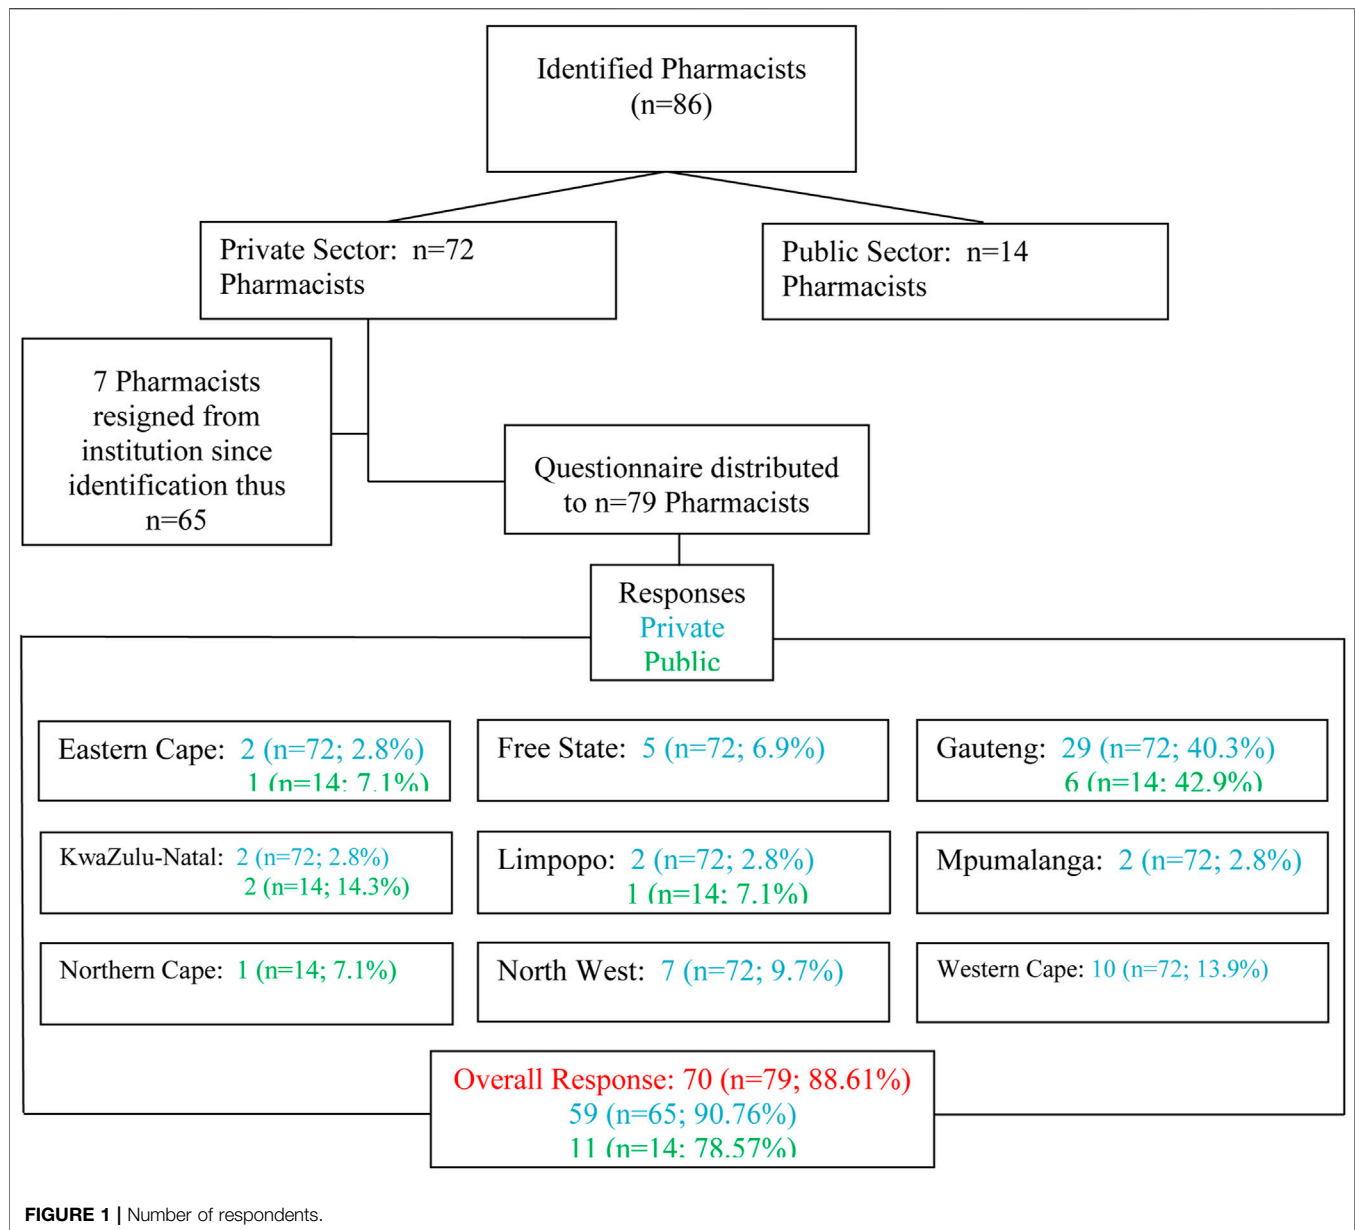 Identified Pharmacists
(n=86)
Private Sector: n=72
Pharmacists
Public Sector: n=14
Pharmacists
7 Pharmacists
resigned from
institution since
identification thus
n=65
Questionnaire distributed
to n=79 Pharmacists
Responses
Private
Public
Eastern Cape: 2 (n=72; 2.8%)
1 (n=14; 7.1%)
Free State: 5 (n=72; 6.9%)
Gauteng: 29 (n=72; 40.3%)
6 (n=14; 42.9%)
KwaZulu-Natal: 2 (n=72; 2.8%)
2 (n=14; 14.3%)
Limpopo: 2 (n=72; 2.8%)
1 (n=14; 7.1%)
Mpumalanga: 2 (n=72; 2.8%)
Northern Cape: 1 (n=14; 7.1%)
North West: 7 (n=72; 9.7%)
Western Cape: 10 (n=72; 13.9%)
Overall Response: 70 (n=79; 88.61%)
59 (n=65; 90.76%)
11 (n=14; 78.57%)
FIGURE 1 | Number of respondents.